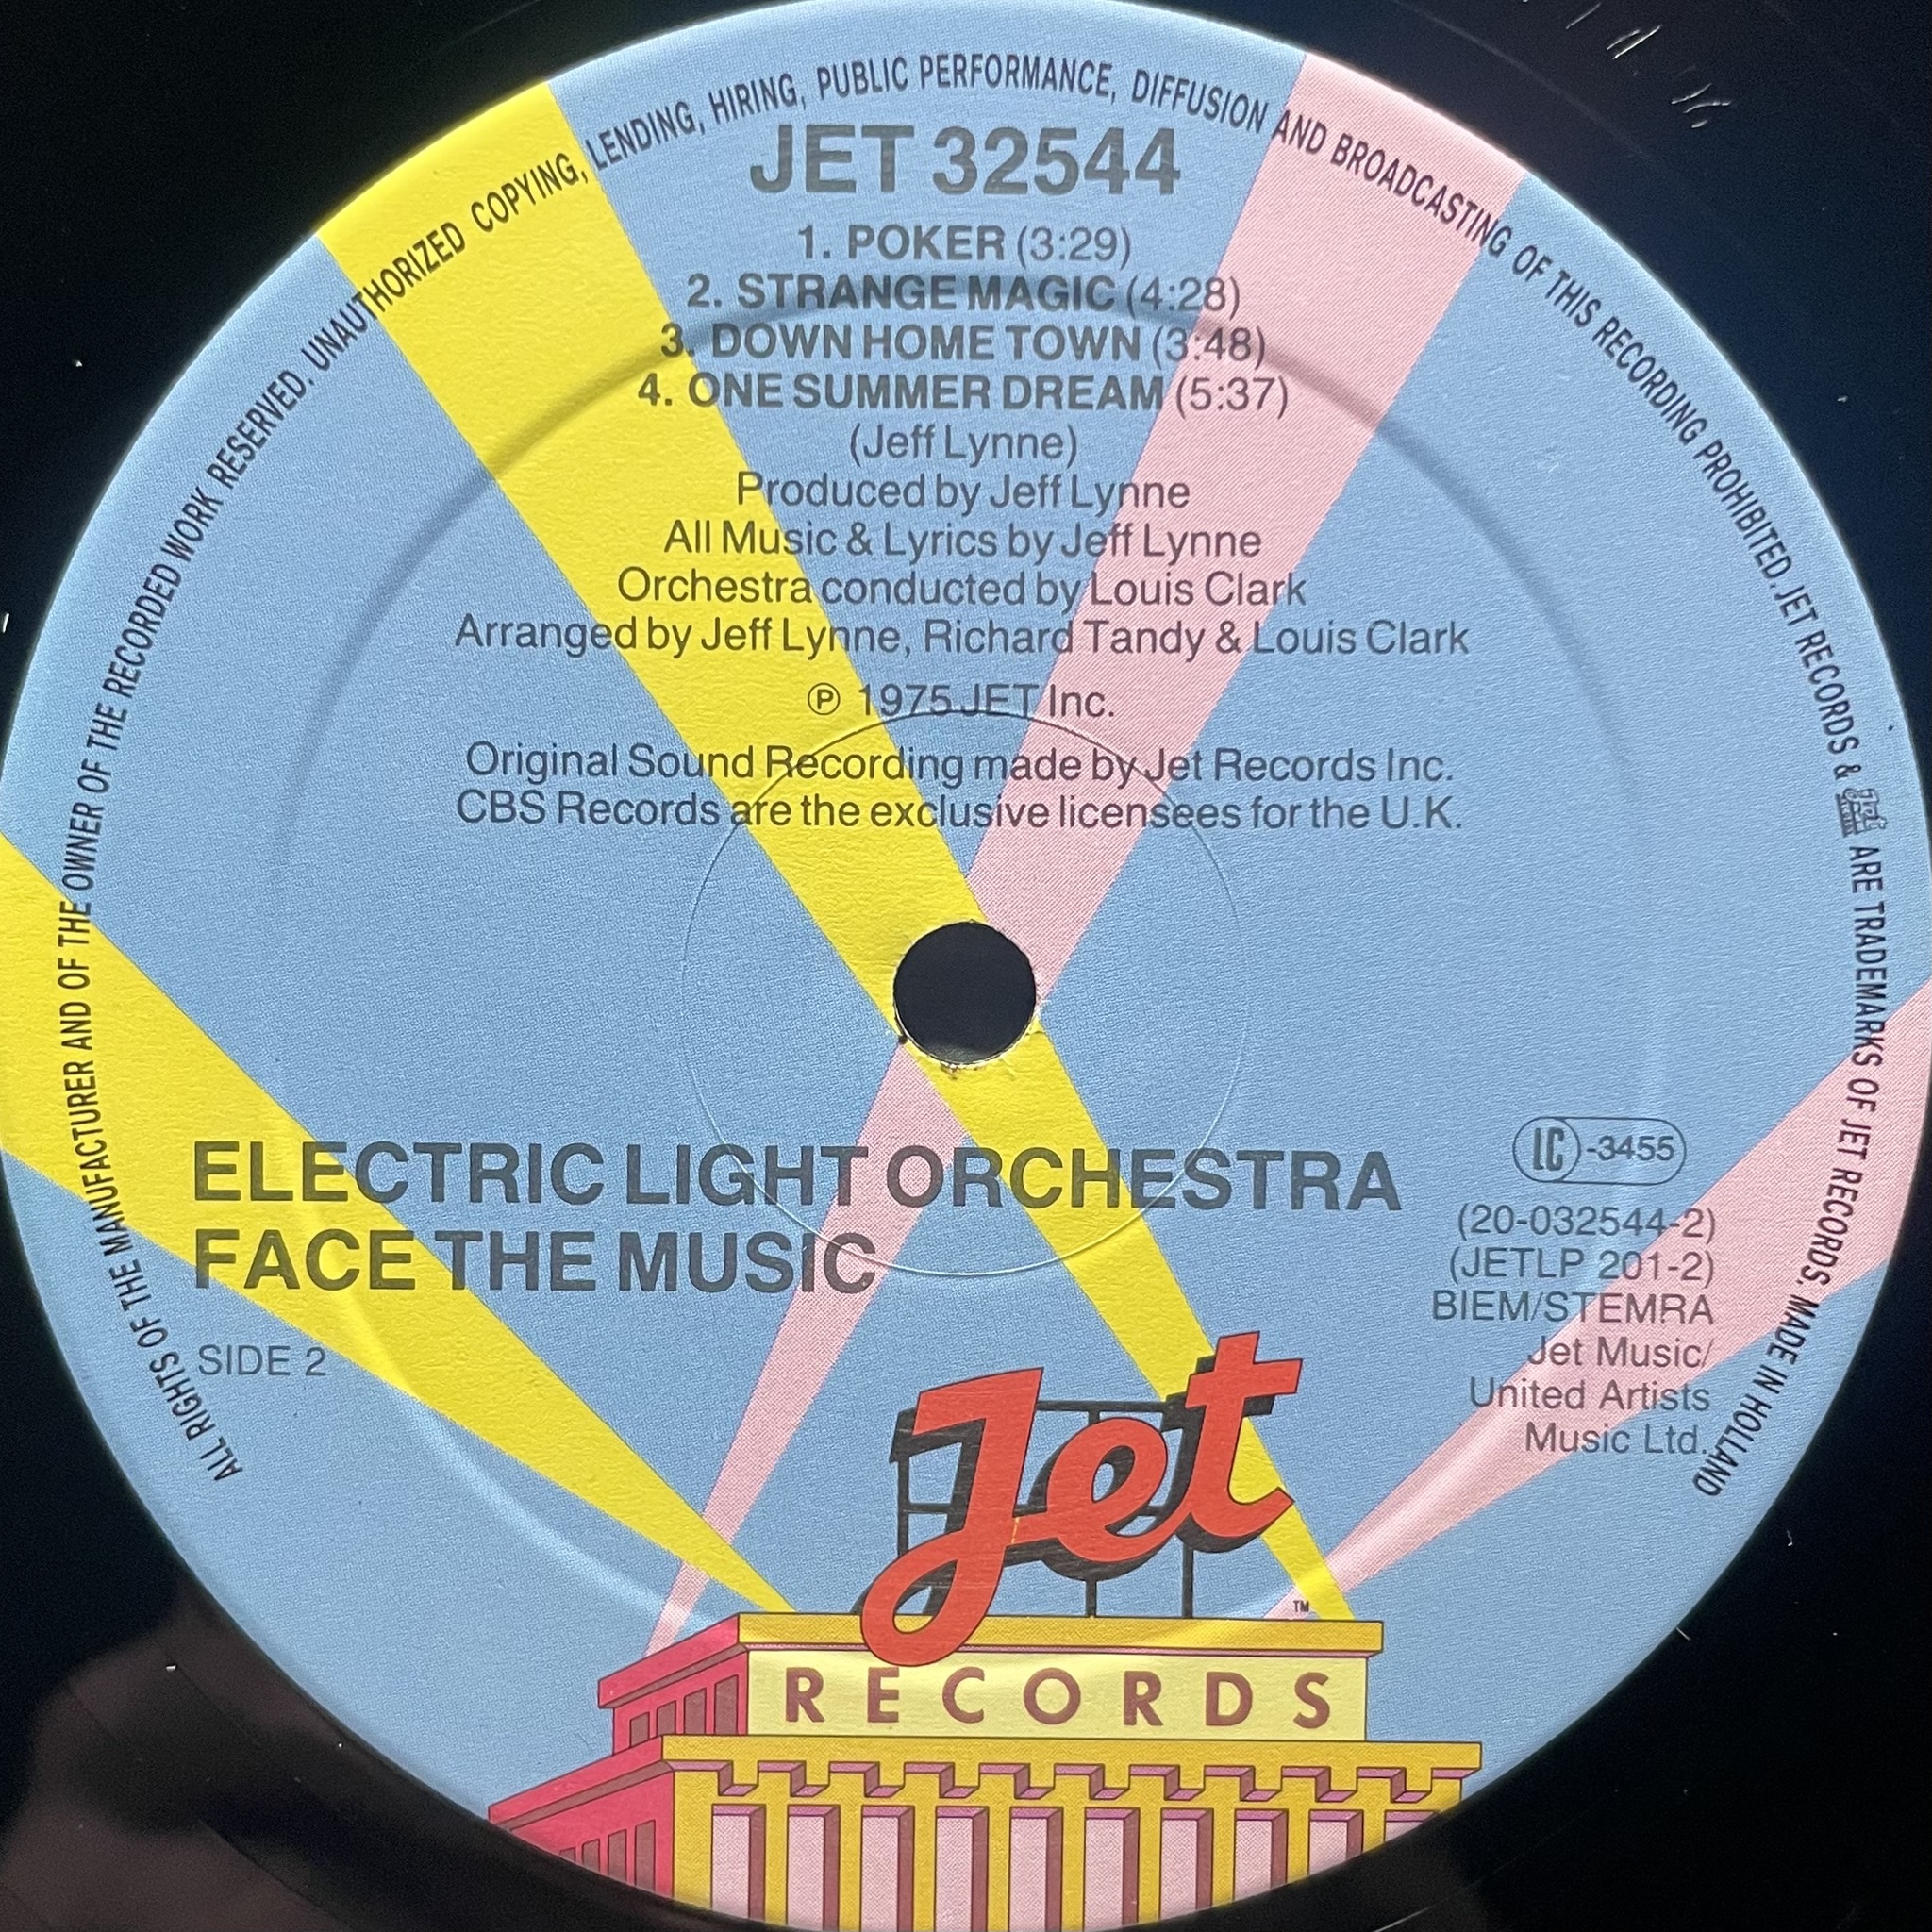 ALL RIGHTS OF THE MANUFACTURER AND OF THE OWNER OF THE RECORDED WORK RESERVED. UNAUTHORIZED COPYING, LENDING, HIRING, PUBLIC PERFORMANCE, DIFFUSION AND BROADCASTING OF THIS RECORDING PROHIBITED. JET RECORDS & Jet RECORDS ARE TRADEMARKS OF JET RECORDS. MADE IN HOLLAND
JET 32544
1. POKER (3:29)
2. STRANGE MAGIC (4:28)
3. DOWN HOME TOWN (3:48)
4. ONE SUMMER DREAM (5:37)
(Jeff Lynne)
Produced by Jeff Lynne
All Music & Lyrics by Jeff Lynne
Orchestra conducted by Louis Clark
Arranged by Jeff Lynne, Richard Tandy & Louis Clark
℗ 1975 JET Inc.
Original Sound Recording made by Jet Records Inc.
CBS Records are the exclusive licensees for the U.K.
ELECTRIC LIGHT ORCHESTRA
FACE THE MUSIC
SIDE 2
LC -3455
(20-032544-2)
(JETLP 201-2)
BIEM/STEMRA
Jet Music/
United Artists
Music Ltd.
Jet
TM
RECORDS